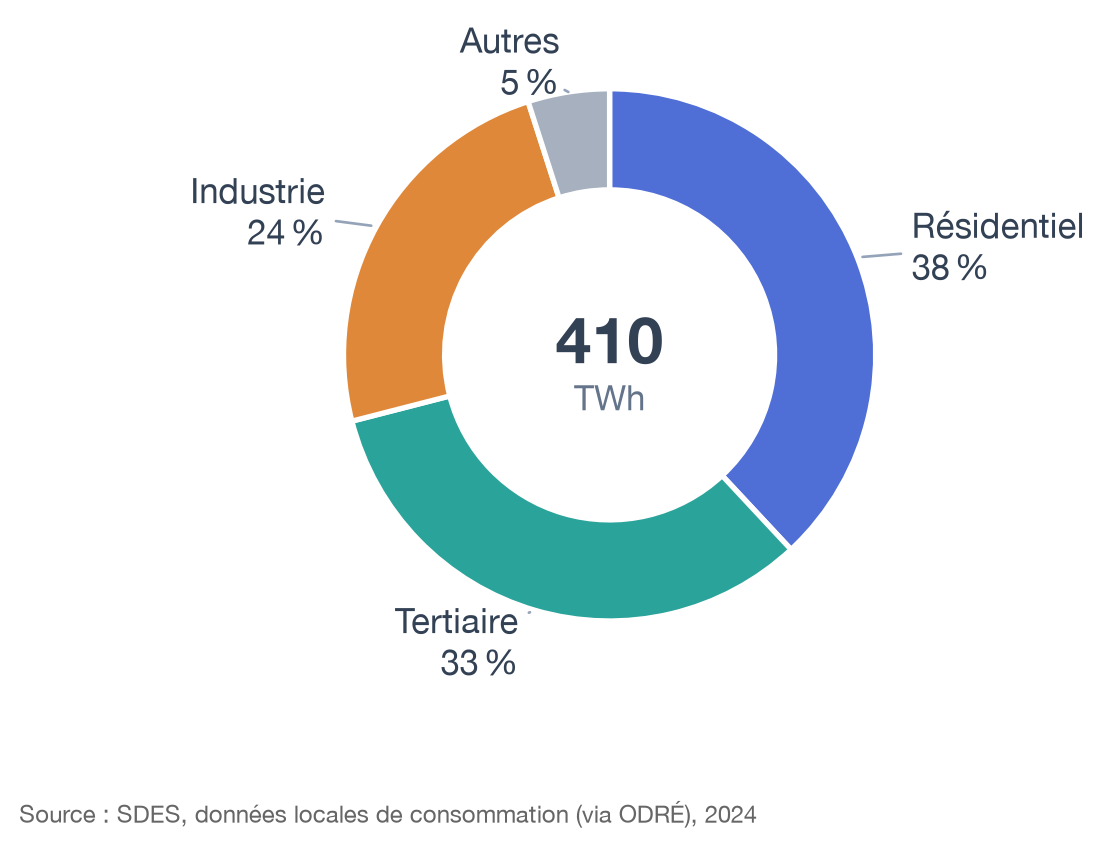 Autres
5 %
Industrie
24 %
Résidentiel
38 %
410
TWh
Tertiaire
33 %
Source : SDES, données locales de consommation (via ODRÉ), 2024